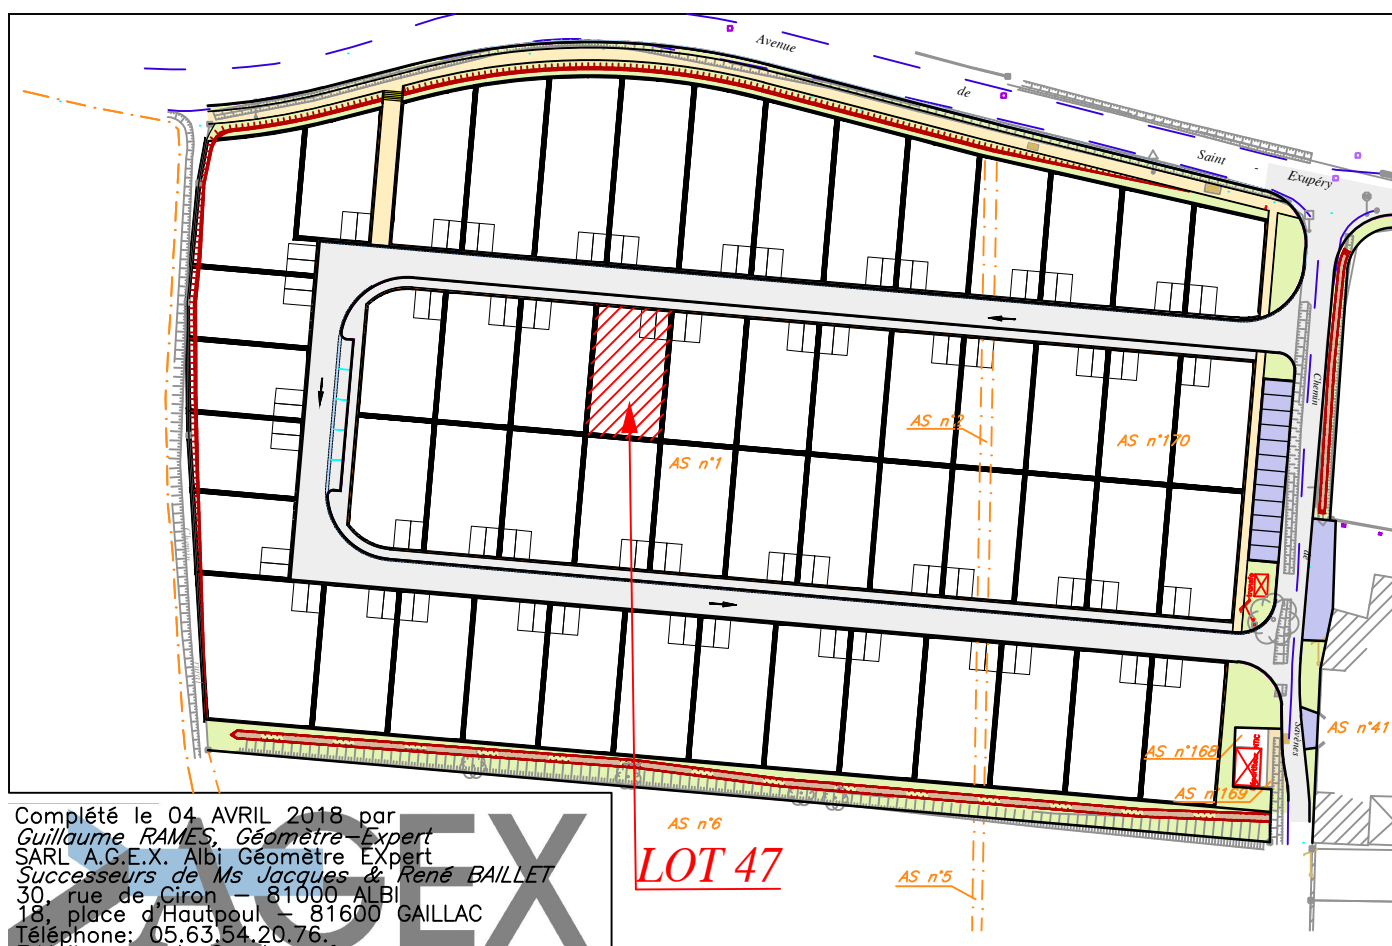 Avenue
de
Saint
Exupéry
Chemin
de
Savènes
AS n°2
AS n°170
AS n°1
AS n°41
AS n°168
AS n°169
AS n°6
AS n°5
LOT 47
Complété le 04 AVRIL 2018 par
Guillaume RAMES, Géomètre-Expert
SARL A.G.E.X. Albi Géomètre EXpert
Successeurs de Ms Jacques & René BAILLET
30, rue de Ciron - 81000 ALBI
18, place d'Hautpoul - 81600 GAILLAC
Téléphone: 05.63.54.20.76.
AGEX